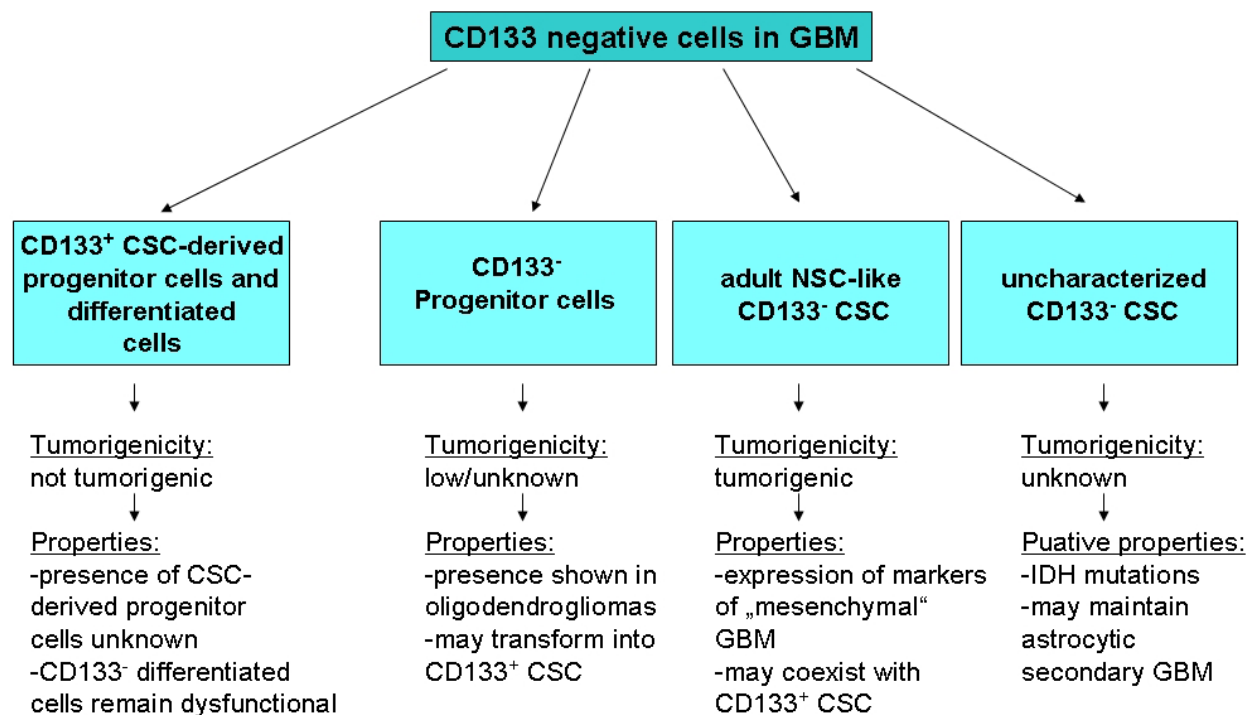 CD133 negative cells in GBM
CD133⁺ CSC-derived
progenitor cells and
differentiated
cells
CD133⁻
Progenitor cells
adult NSC-like
CD133⁻ CSC
uncharacterized
CD133⁻ CSC
Tumorigenicity:
not tumorigenic
Properties:
-presence of CSC-
derived progenitor
cells unknown
-CD133⁻ differentiated
cells remain dysfunctional
Tumorigenicity:
low/unknown
Properties:
-presence shown in
oligodendrogliomas
-may transform into
CD133⁺ CSC
Tumorigenicity:
tumorigenic
Properties:
-expression of markers
of „mesenchymal“
GBM
-may coexist with
CD133⁺ CSC
Tumorigenicity:
unknown
Puative properties:
-IDH mutations
-may maintain
astrocytic
secondary GBM